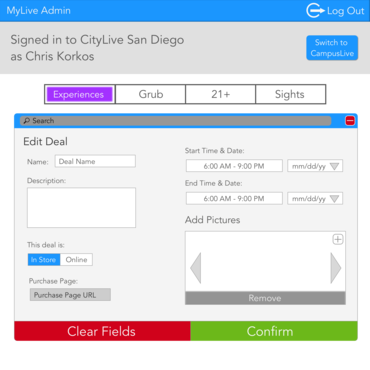 MyLive Admin
Log Out
Signed in to CityLive San Diego
as Chris Korkos
Switch to
CampusLive
Experiences
Grub
21+
Sights
Search
Edit Deal
Name:
Deal Name
Description:
This deal is:
In Store
Online
Purchase Page:
Purchase Page URL
Start Time & Date:
6:00 AM - 9:00 PM
mm/dd/yy
End Time & Date:
6:00 AM - 9:00 PM
mm/dd/yy
Add Pictures
Remove
Clear Fields
Confirm